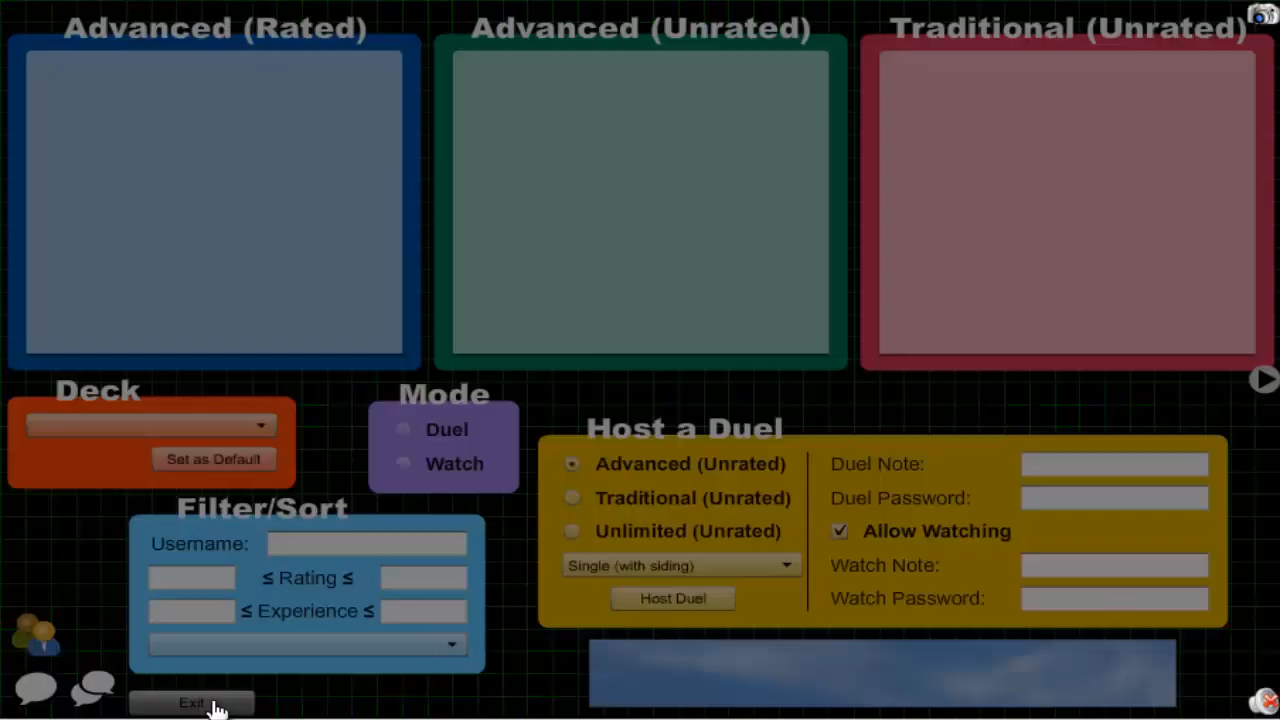 Advanced (Rated)
Advanced (Unrated)
Traditional (Unrated)
Deck
Set as Default
Mode
Duel
Watch
Filter/Sort
Username:
≤ Rating ≤
≤ Experience ≤
Exit
Host a Duel
Advanced (Unrated)
Traditional (Unrated)
Unlimited (Unrated)
Single (with siding)
Host Duel
Duel Note:
Duel Password:
Allow Watching
Watch Note:
Watch Password: